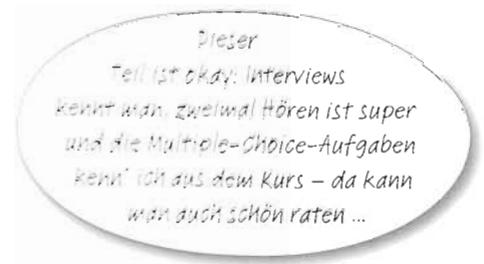 Dieser
Teil ist okay: Interviews
kennt man, zweimal Hören ist super
und die Multiple-Choice-Aufgaben
kenn' ich aus dem Kurs – da kann
man auch schön raten ...